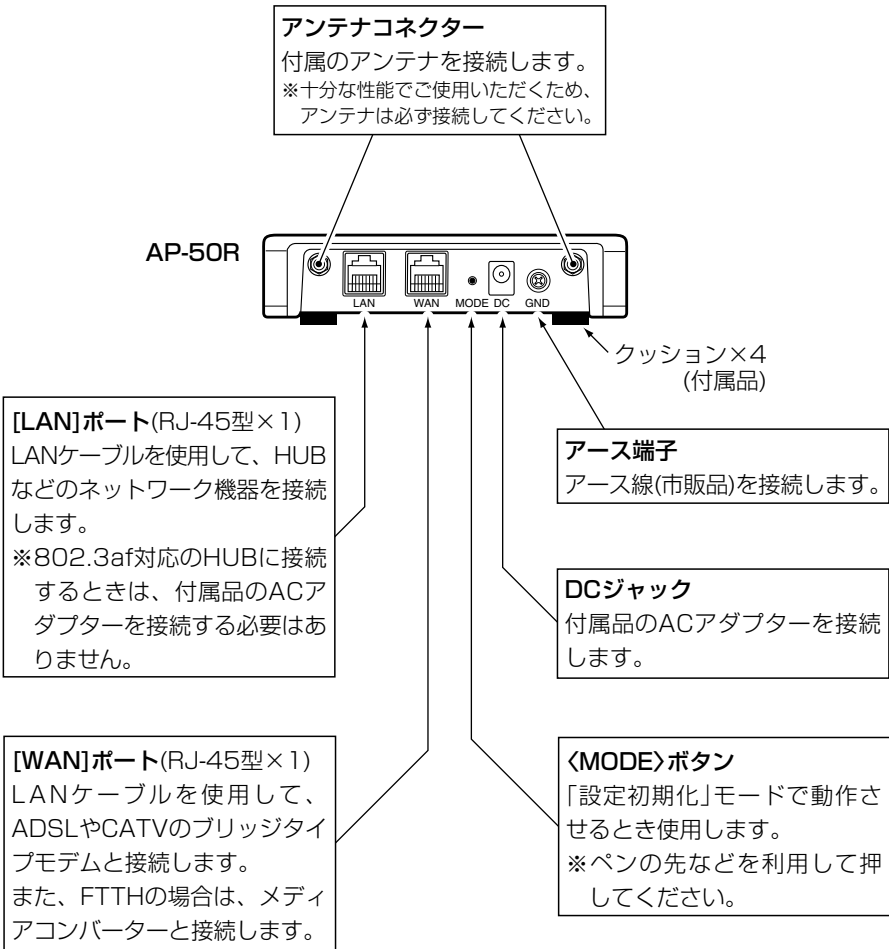 アンテナコネクター
付属のアンテナを接続します。
※十分な性能でご使用いただくため、
アンテナは必ず接続してください。
AP-50R
LAN
WAN
MODE
DC
GND
クッション×4
(付属品)
[LAN]ポート(RJ-45型×1)
LANケーブルを使用して、HUB
などのネットワーク機器を接続
します。
※802.3af対応のHUBに接続
するときは、付属品のACア
ダプターを接続する必要はあ
りません。
アース端子
アース線(市販品)を接続します。
DCジャック
付属品のACアダプターを接続
します。
[WAN]ポート(RJ-45型×1)
LANケーブルを使用して、
ADSLやCATVのブリッジタイ
プモデムと接続します。
また、FTTHの場合は、メディ
アコンバーターと接続します。
〈MODE〉ボタン
「設定初期化」モードで動作さ
せるとき使用します。
※ペンの先などを利用して押
してください。